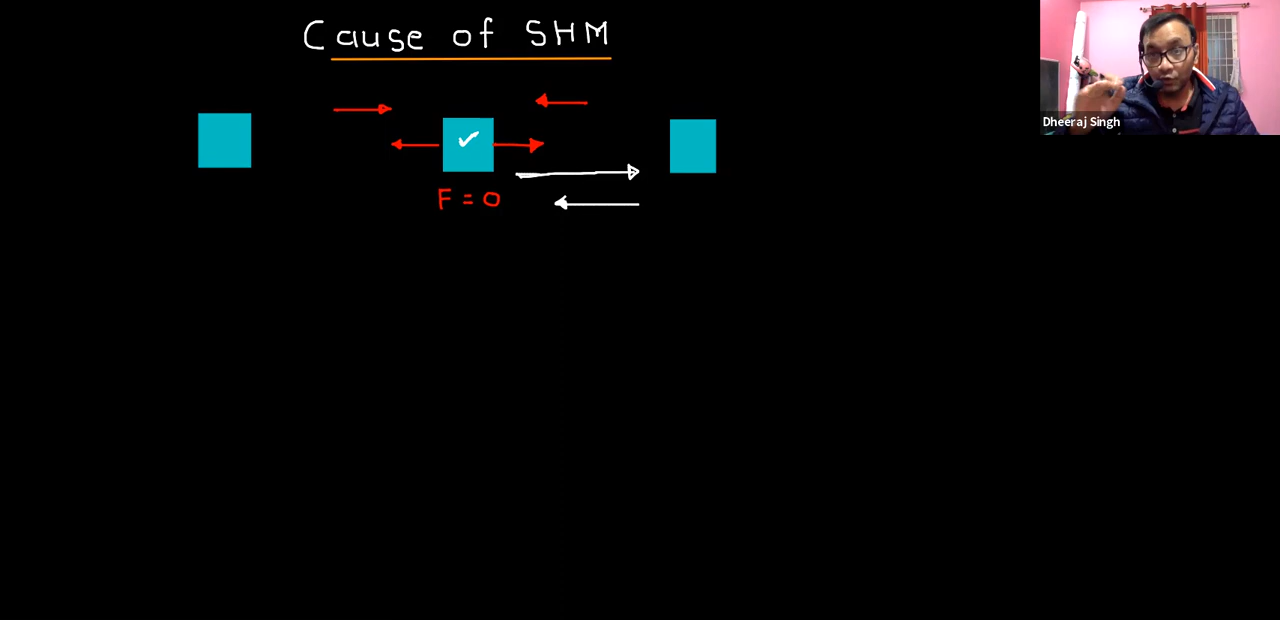 Cause of SHM
Dheeraj Singh
F = 0